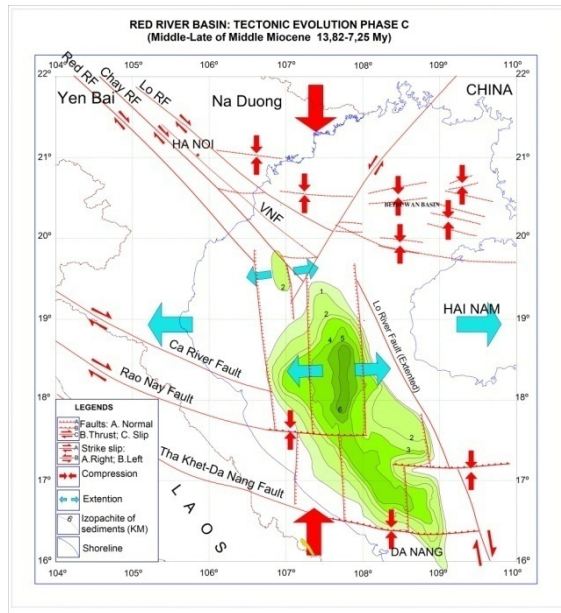 RED RIVER BASIN: TECTONIC EVOLUTION PHASE C
(Middle-Late of Middle Miocene 13,82-7,25 My)
104° 105° 106° 107° 108° 109° 110°
22° 22°
Red RF
Chay RF
Lo RF
Yen Bai
Na Duong
CHINA
HA NOI
21° 21°
VNF
20° 20°
2
1
2
4
5
6
2
3
19° 19°
HAI NAM
Lo River Fault (Extented)
Ca River Fault
18° 18°
Rao Nay Fault
Tha Khet-Da Nang Fault
17° 17°
LAOS
16° 16°
DA NANG
104° 105° 106° 107° 108° 109° 110°
LEGENDS
Faults: A. Normal
B.Thrust; C. Slip
Strike slip:
A.Right; B.Left
Compression
Extention
6
Izopachite of
sediments (KM)
Shoreline